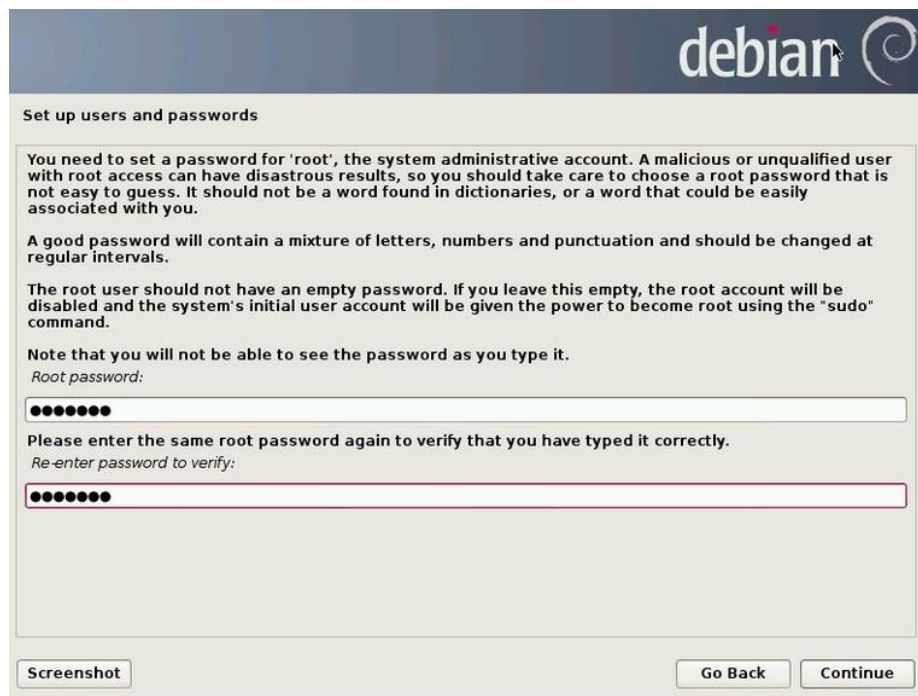 debian
Set up users and passwords
You need to set a password for 'root', the system administrative account. A malicious or unqualified user
with root access can have disastrous results, so you should take care to choose a root password that is
not easy to guess. It should not be a word found in dictionaries, or a word that could be easily
associated with you.
A good password will contain a mixture of letters, numbers and punctuation and should be changed at
regular intervals.
The root user should not have an empty password. If you leave this empty, the root account will be
disabled and the system's initial user account will be given the power to become root using the "sudo"
command.
Note that you will not be able to see the password as you type it.
Root password:
●●●●●●●
Please enter the same root password again to verify that you have typed it correctly.
Re-enter password to verify:
●●●●●●●
Screenshot
Go Back
Continue